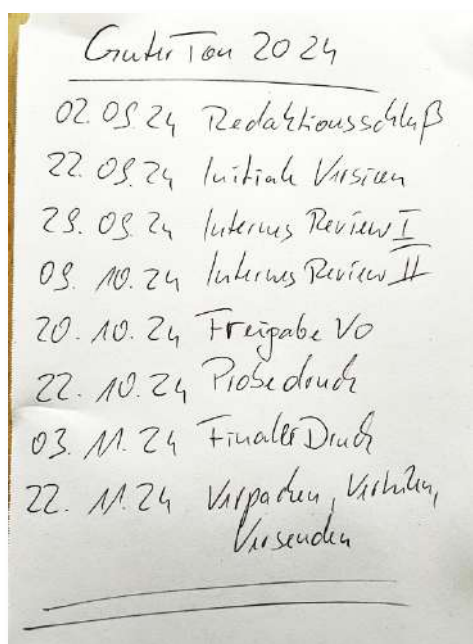 Guter Ton 2024
02.09.24 Redaktionsschluß
22.09.24 Initiale Version
29.09.24 Internes Review I
09.10.24 Internes Review II
20.10.24 Freigabe VO
22.10.24 Probedruck
03.11.24 Finaler Druck
22.11.24 Verpacken, Verteilen,
Versenden